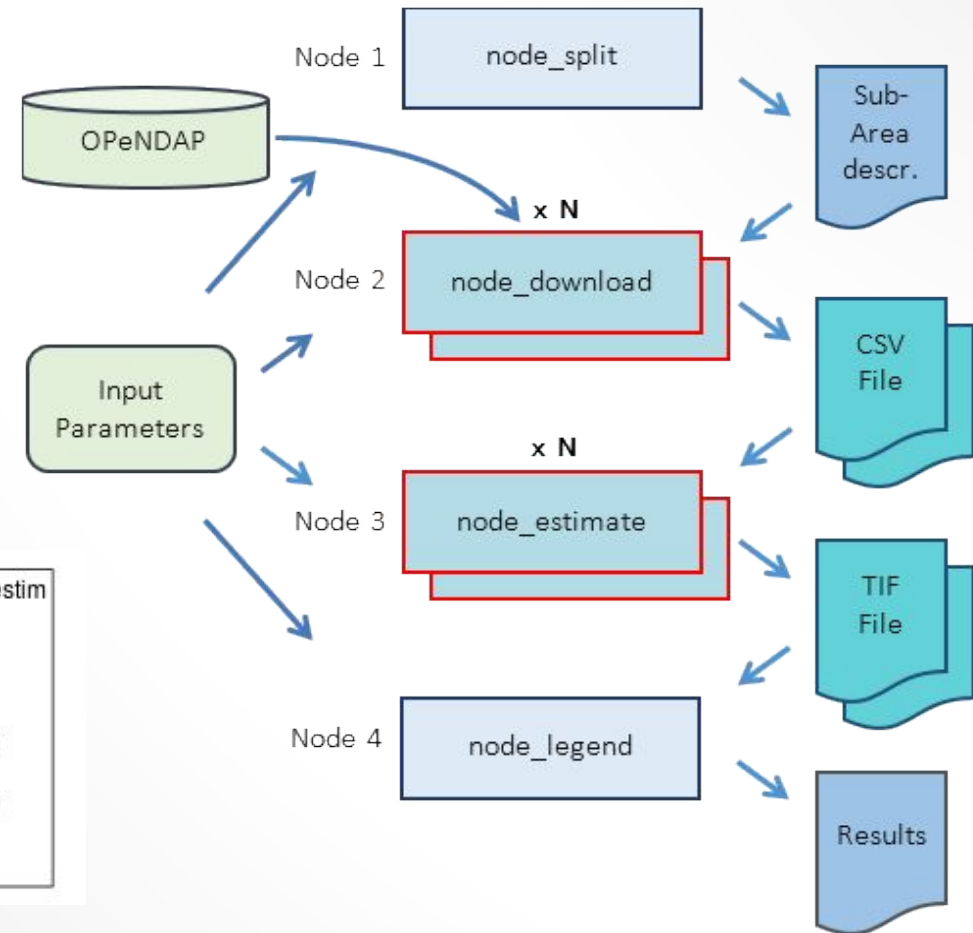 Node 1
node_split
OPeNDAP
Sub-
Area
descr.
x N
Node 2
node_download
CSV
File
Input
Parameters
x N
Node 3
node_estimate
TIF
File
estim
Node 4
node_legend
Results